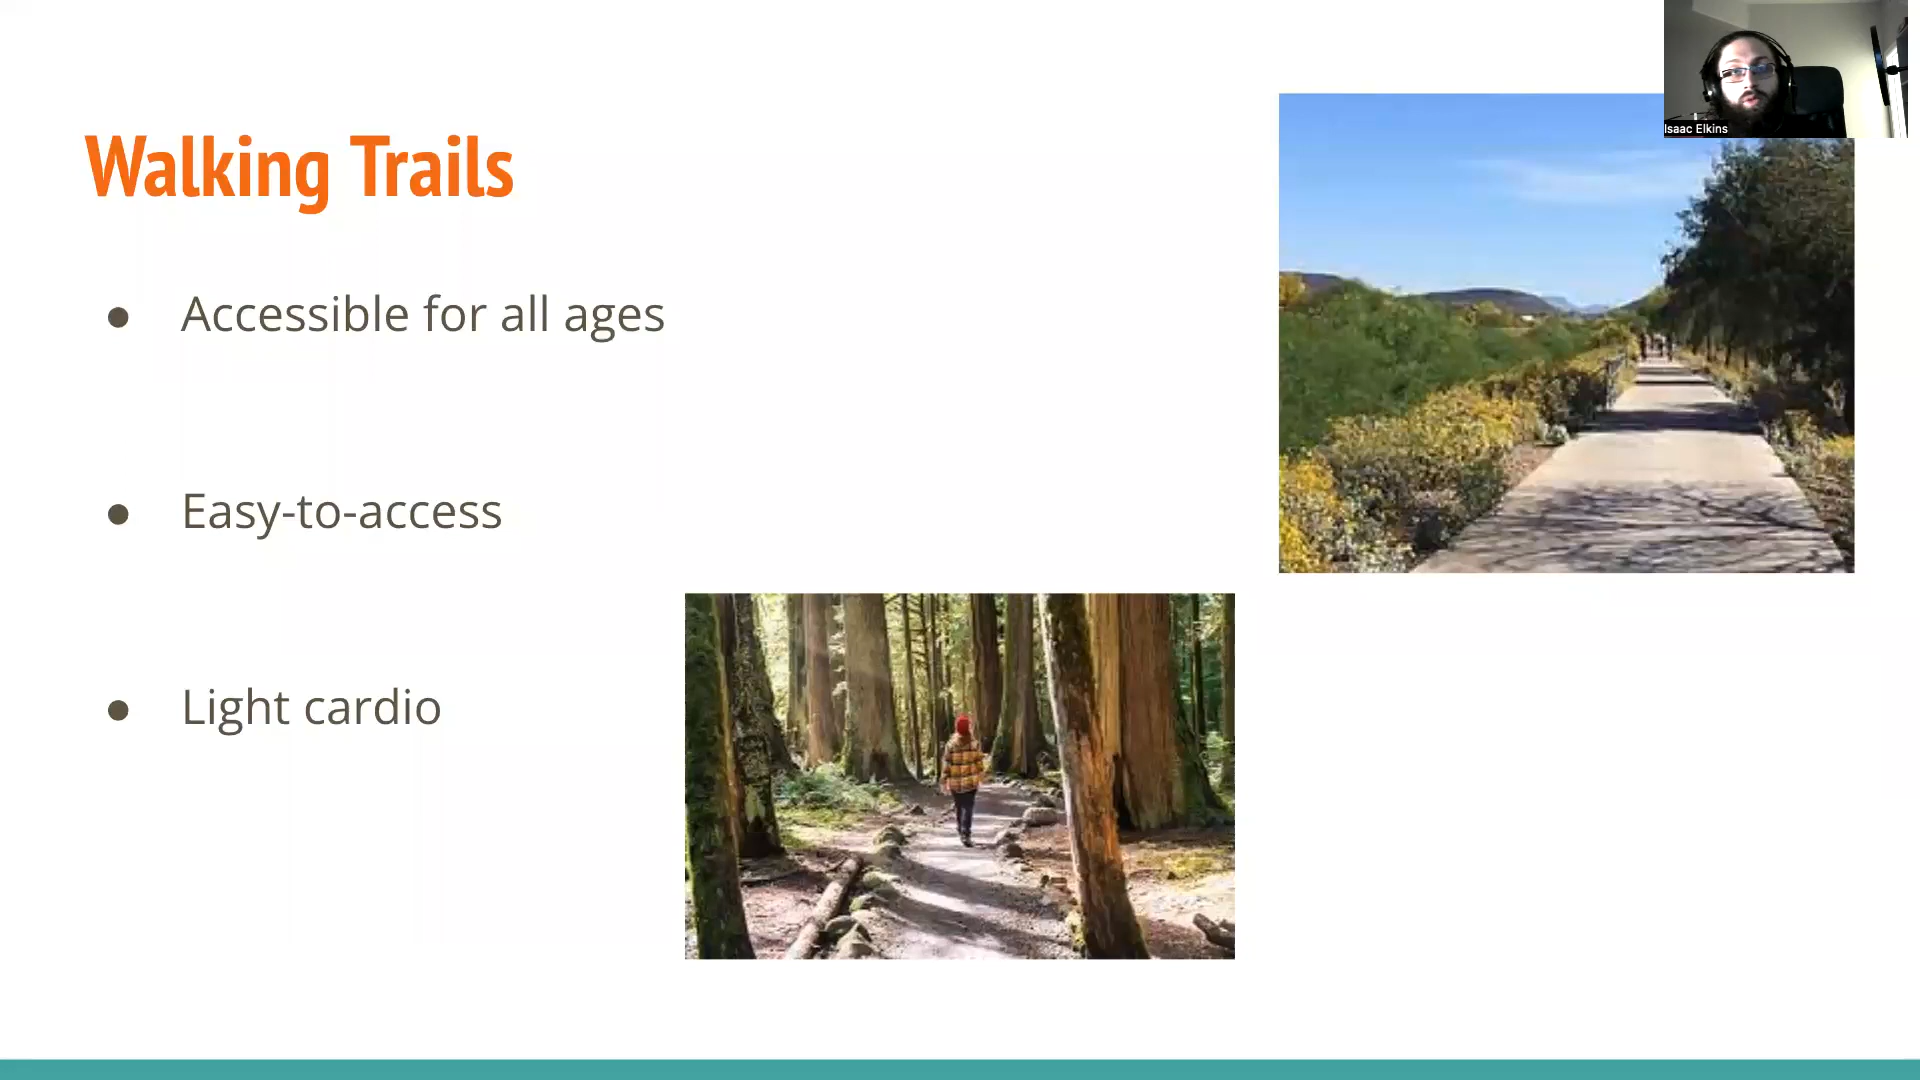 Isaac Elkins
Walking Trails
● Accessible for all ages
● Easy-to-access
● Light cardio